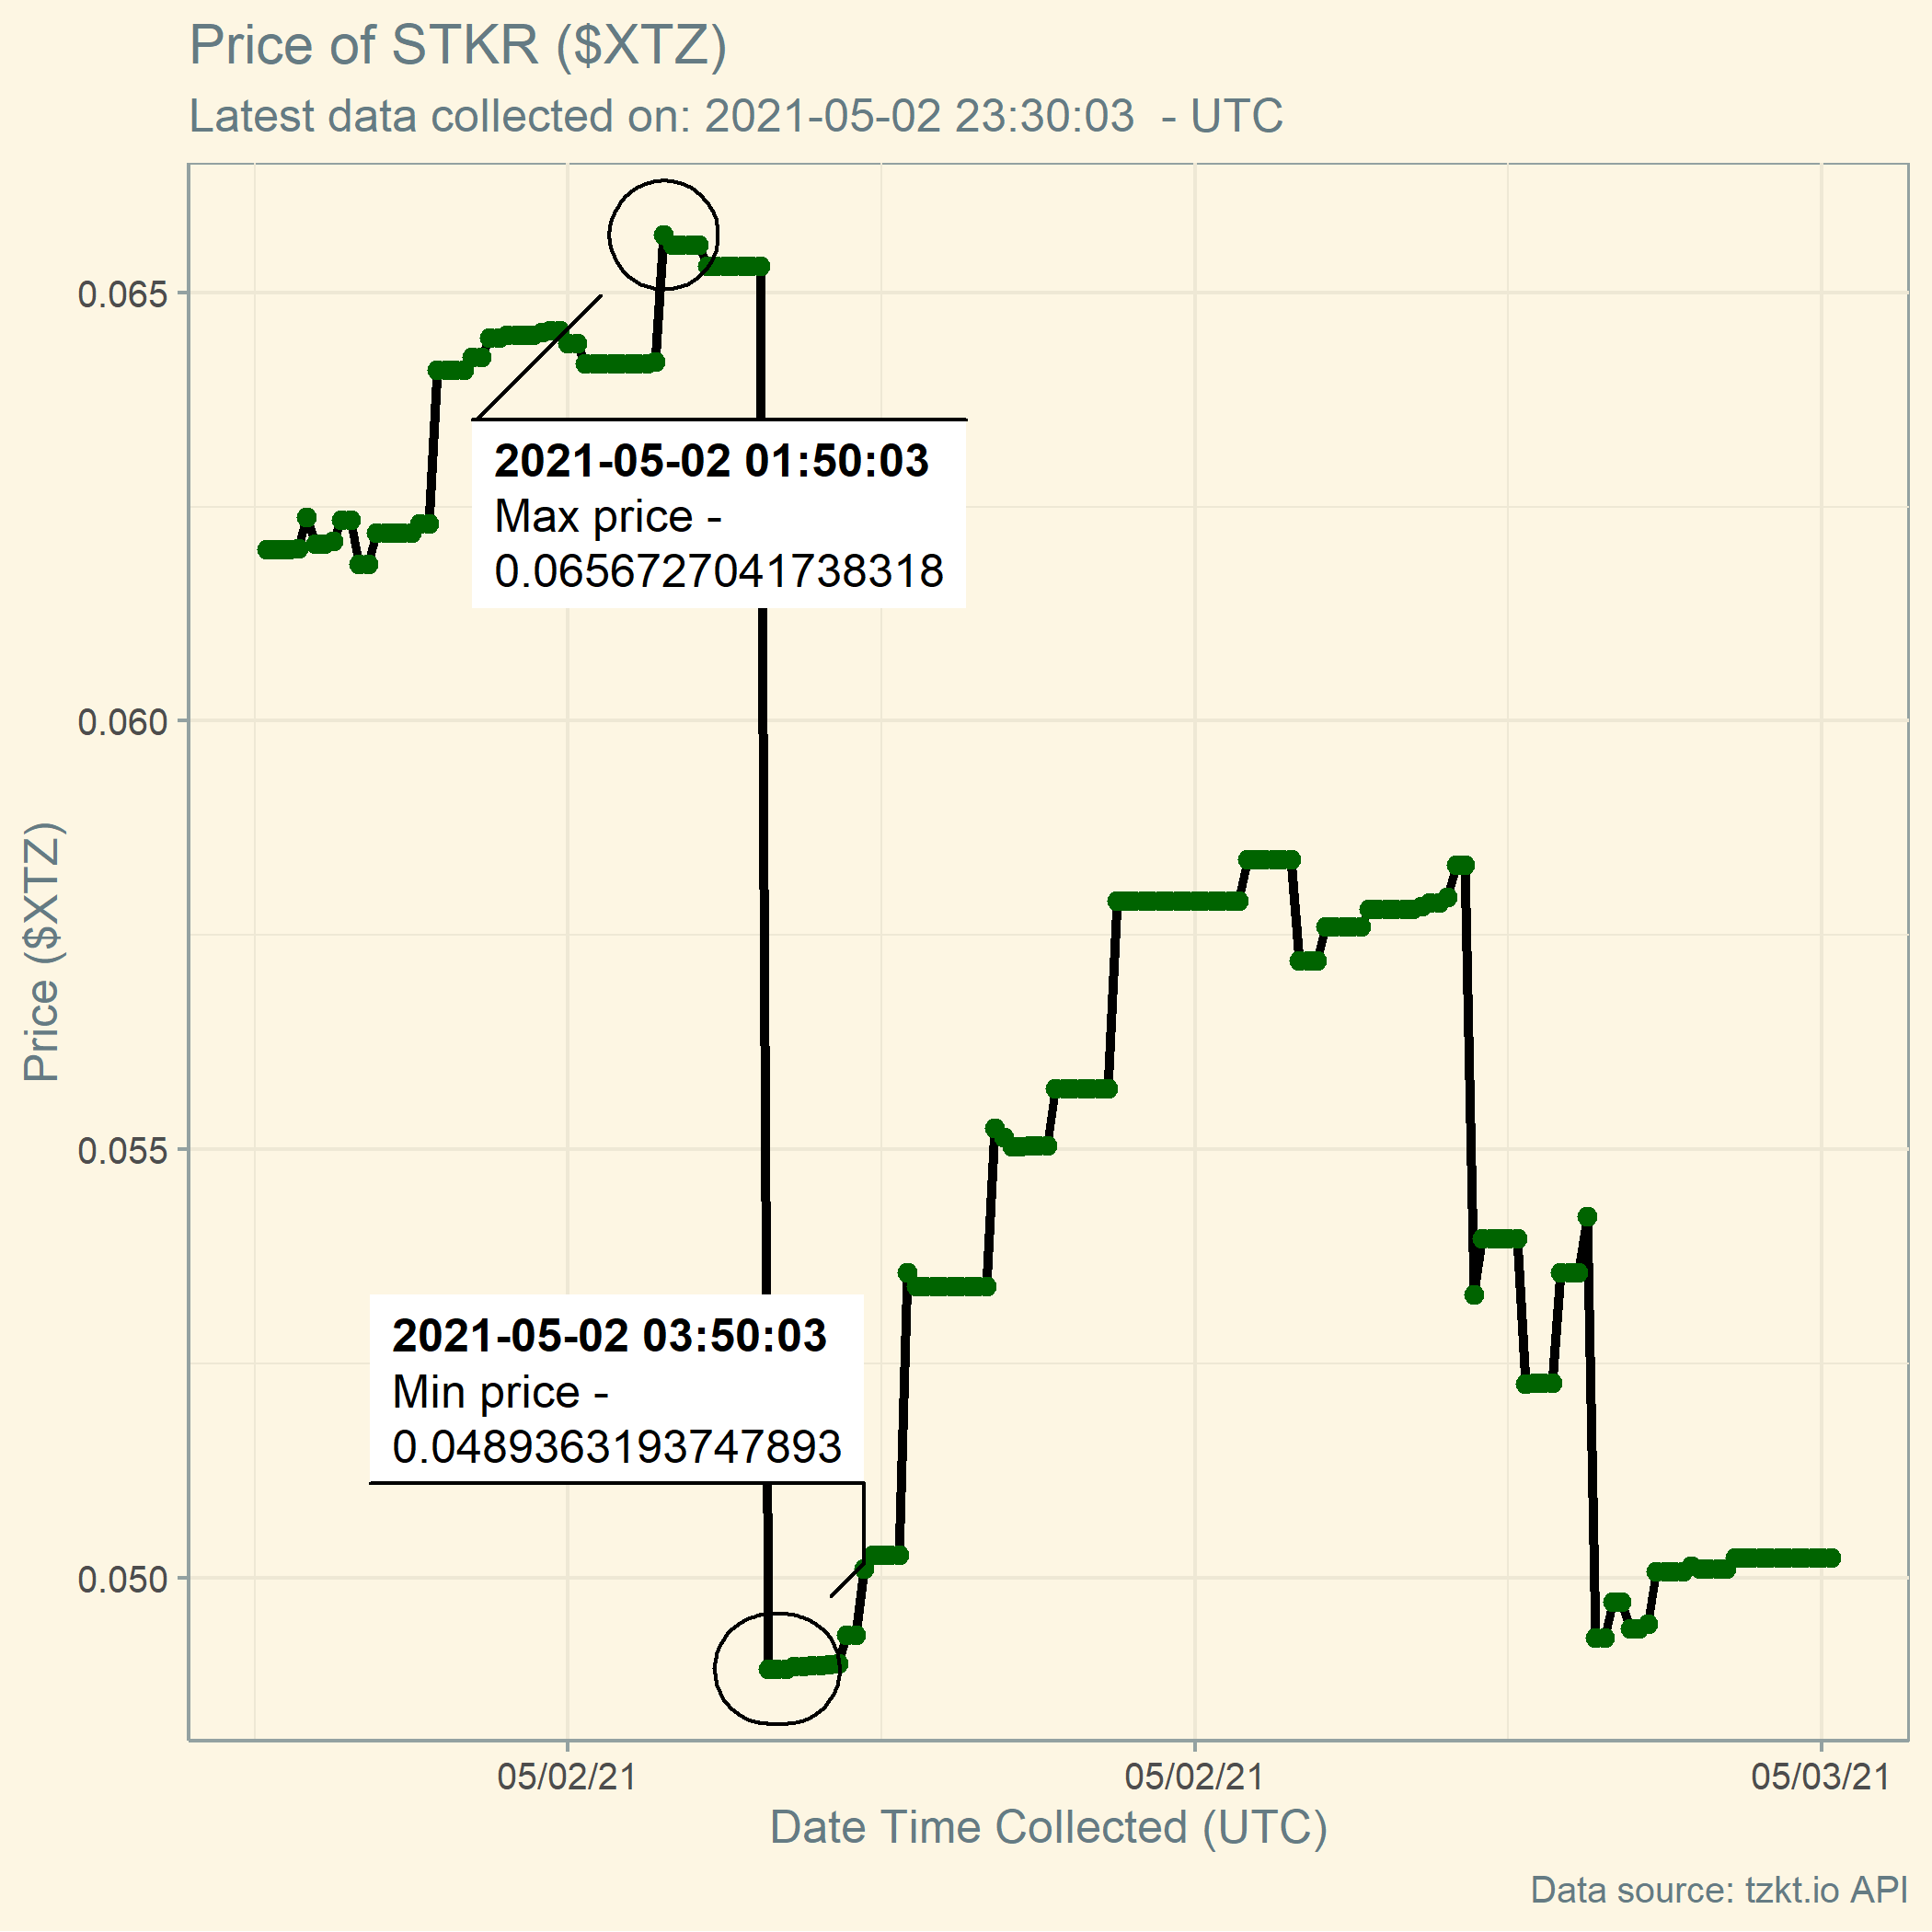 Price of STKR ($XTZ)
Latest data collected on: 2021-05-02 23:30:03  - UTC
0.065
2021-05-02 01:50:03
Max price -
0.0656727041738318
0.060
Price ($XTZ)
0.055
2021-05-02 03:50:03
Min price -
0.0489363193747893
0.050
05/02/21
05/02/21
05/03/21
Date Time Collected (UTC)
Data source: tzkt.io API